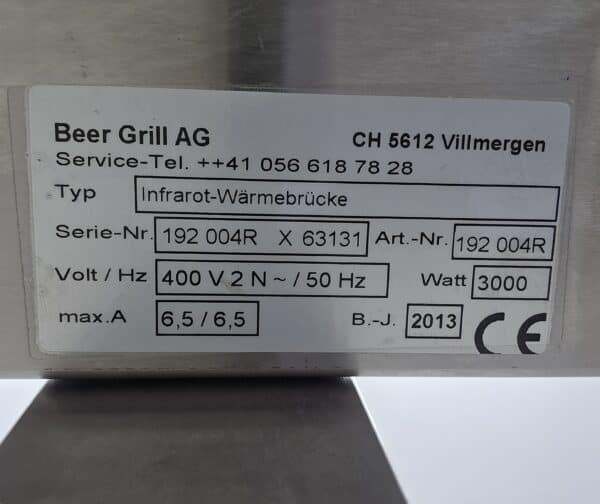 Beer Grill AG CH 5612 Villmergen
Service-Tel. ++41 056 618 78 28
Typ Infrarot-Wärmebrücke
Serie-Nr. 192 004R X 63131 Art.-Nr. 192 004R
Volt / Hz 400 V 2 N ~ / 50 Hz Watt 3000
max.A 6,5 / 6,5 B.-J. 2013 CE